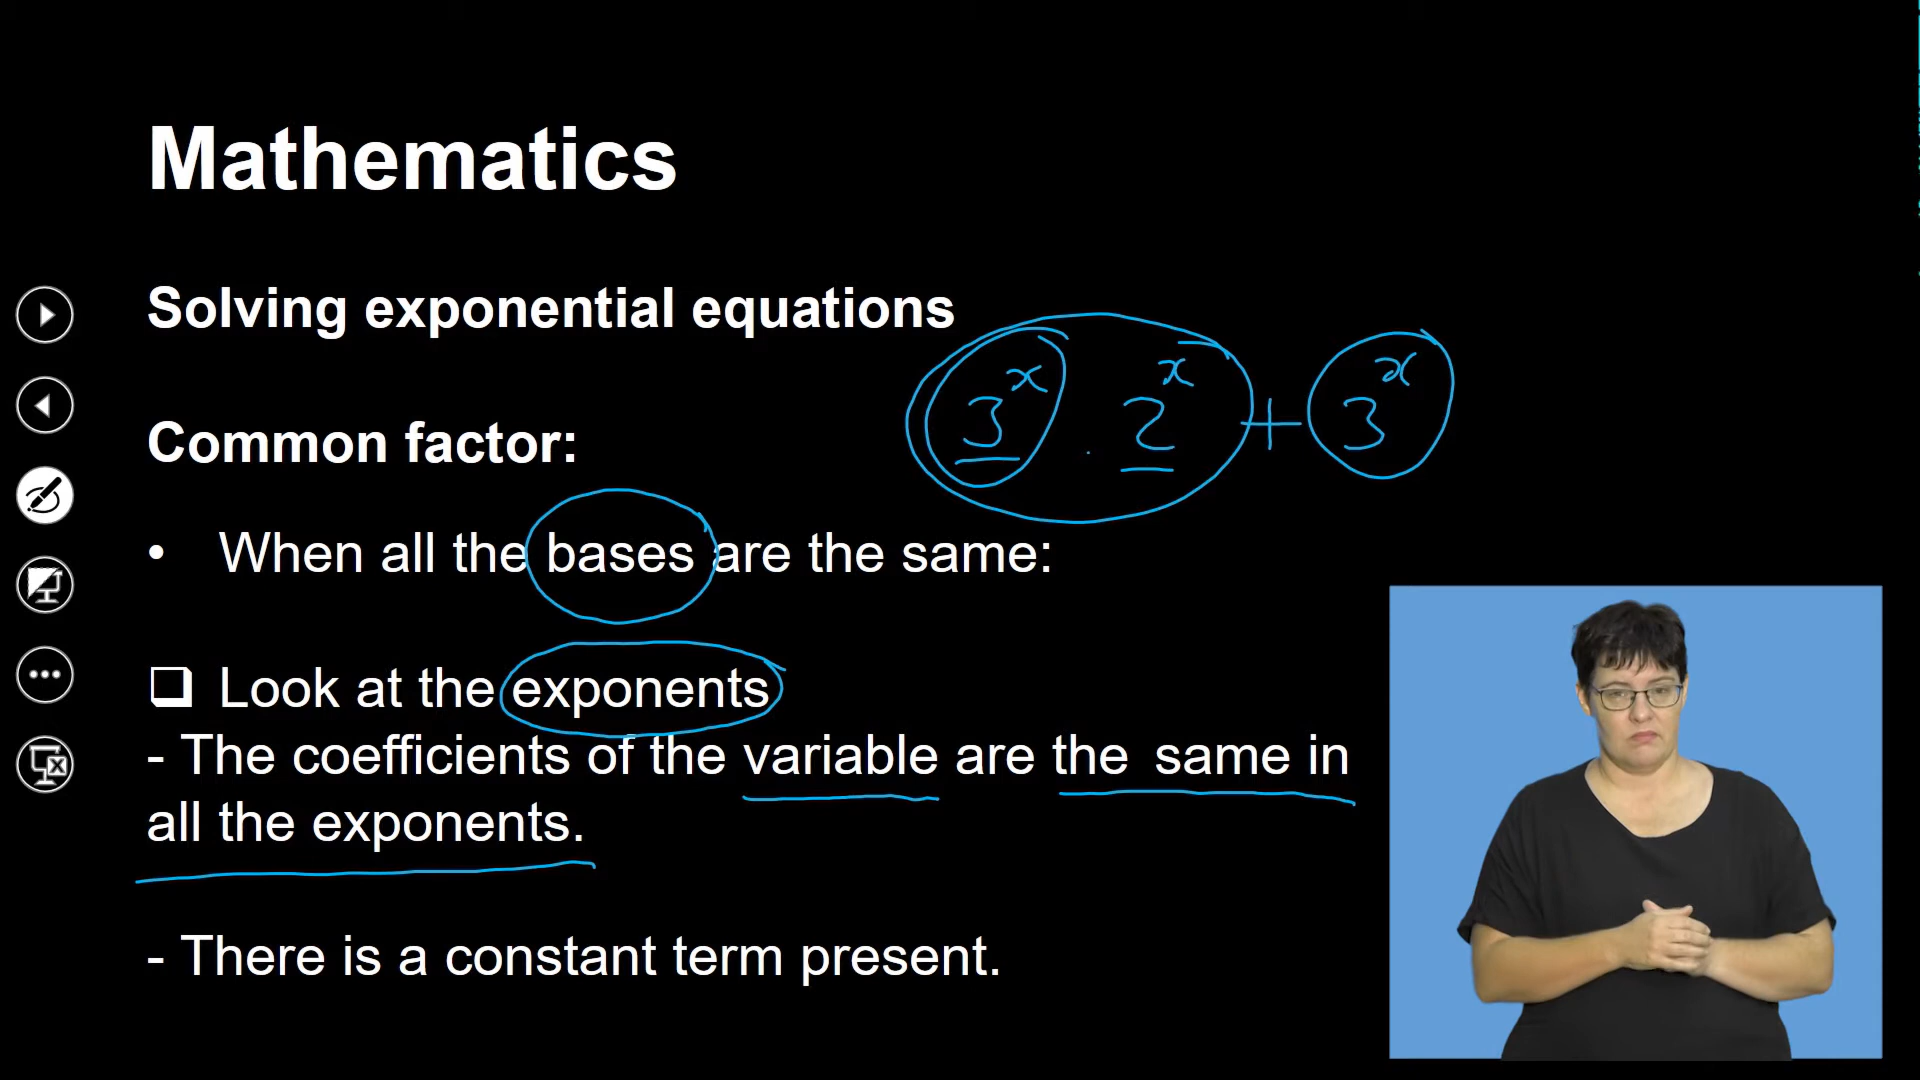 Mathematics
Solving exponential equations
3^x . 2^x + 3^x
Common factor:
• When all the bases are the same:
❑ Look at the exponents
- The coefficients of the variable are the same in
all the exponents.
- There is a constant term present.